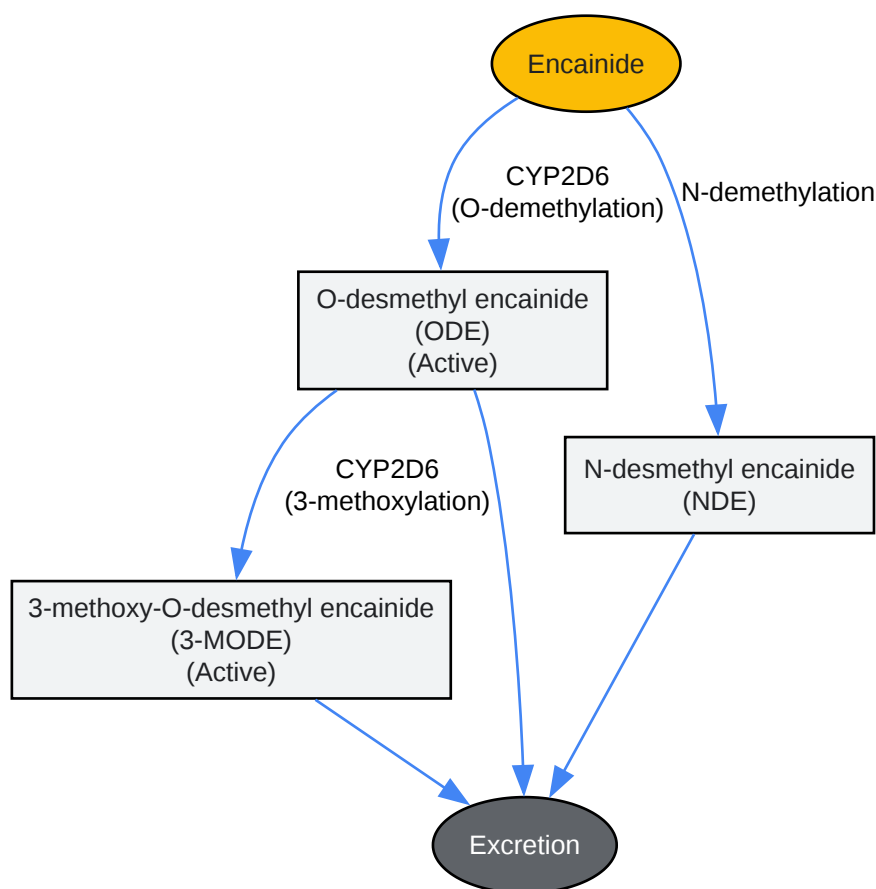 Encainide
CYP2D6
(O-demethylation)
N-demethylation
O-desmethyl encainide
(ODE)
(Active)
CYP2D6
(3-methoxylation)
N-desmethyl encainide
(NDE)
3-methoxy-O-desmethyl encainide
(3-MODE)
(Active)
Excretion